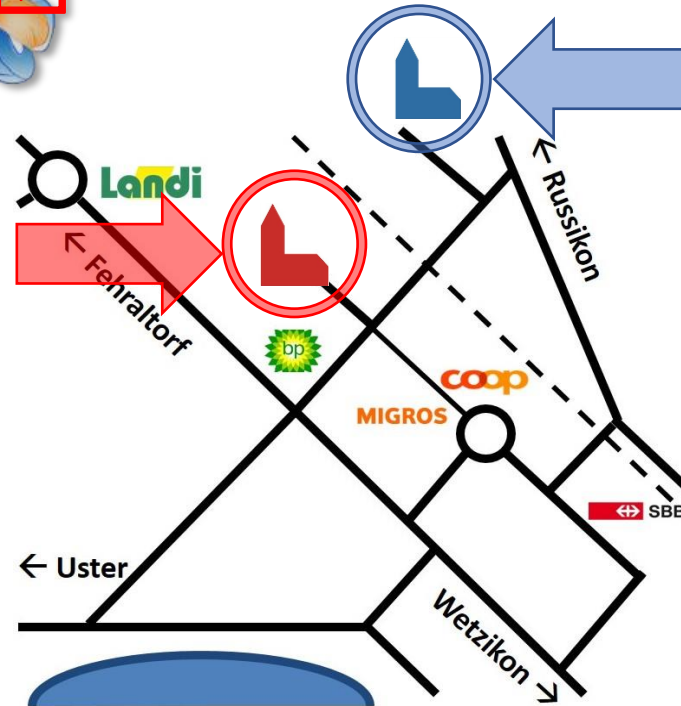 Landi
← Russikon
← Fehraltorf
bp
coop
MIGROS
SBB
← Uster
Wetzikon →